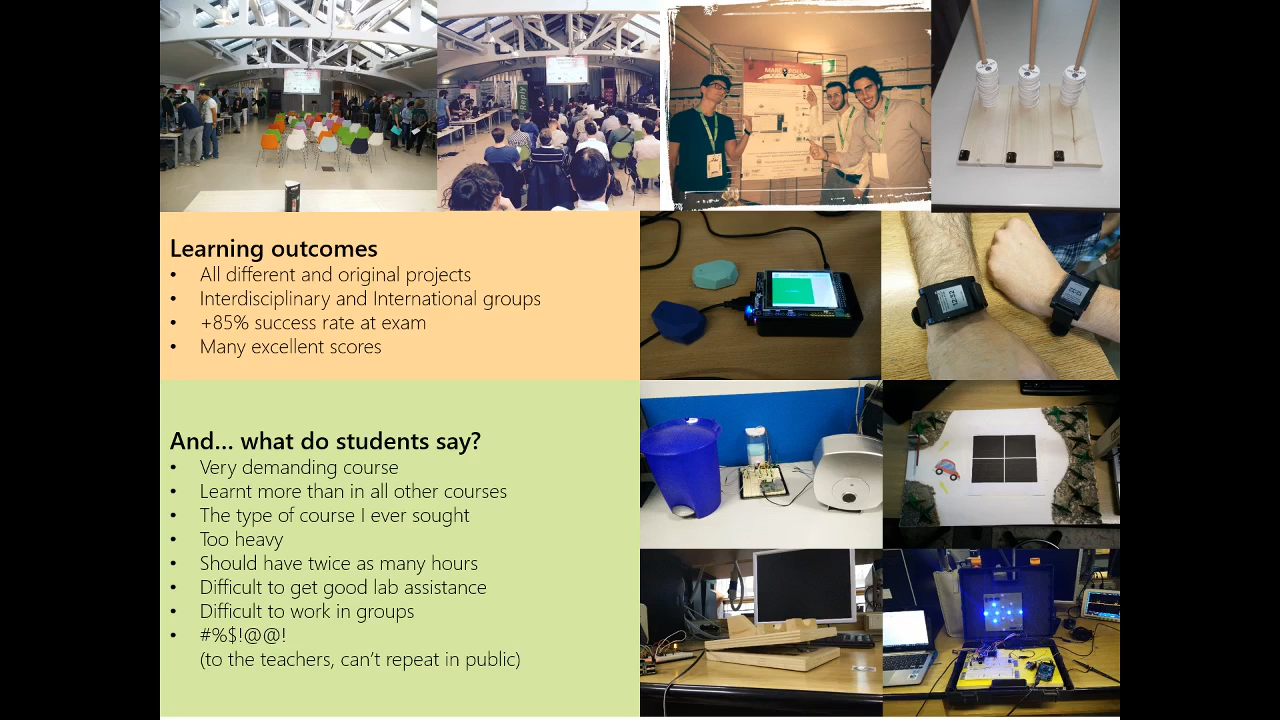 Reply
MARCOPOLI
Learning outcomes
• All different and original projects
• Interdisciplinary and International groups
• +85% success rate at exam
• Many excellent scores
And... what do students say?
• Very demanding course
• Learnt more than in all other courses
• The type of course I ever sought
• Too heavy
• Should have twice as many hours
• Difficult to get good lab assistance
• Difficult to work in groups
• #%$!@@!
(to the teachers, can't repeat in public)